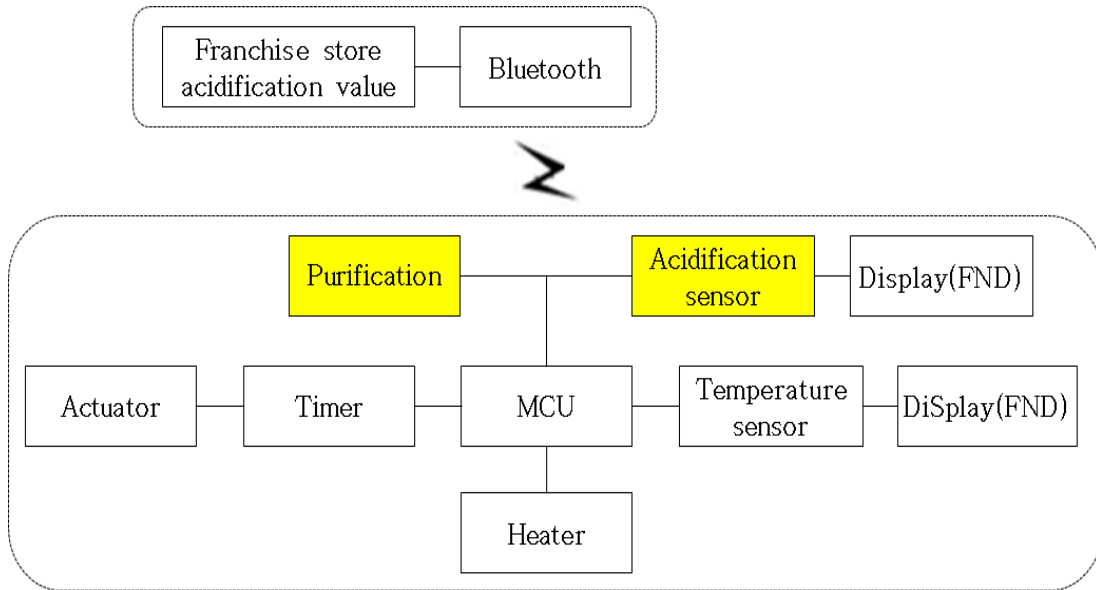 Franchise store
acidification value
Bluetooth
Purification
Acidification
sensor
Display(FND)
Actuator
Timer
MCU
Temperature
sensor
DiSplay(FND)
Heater